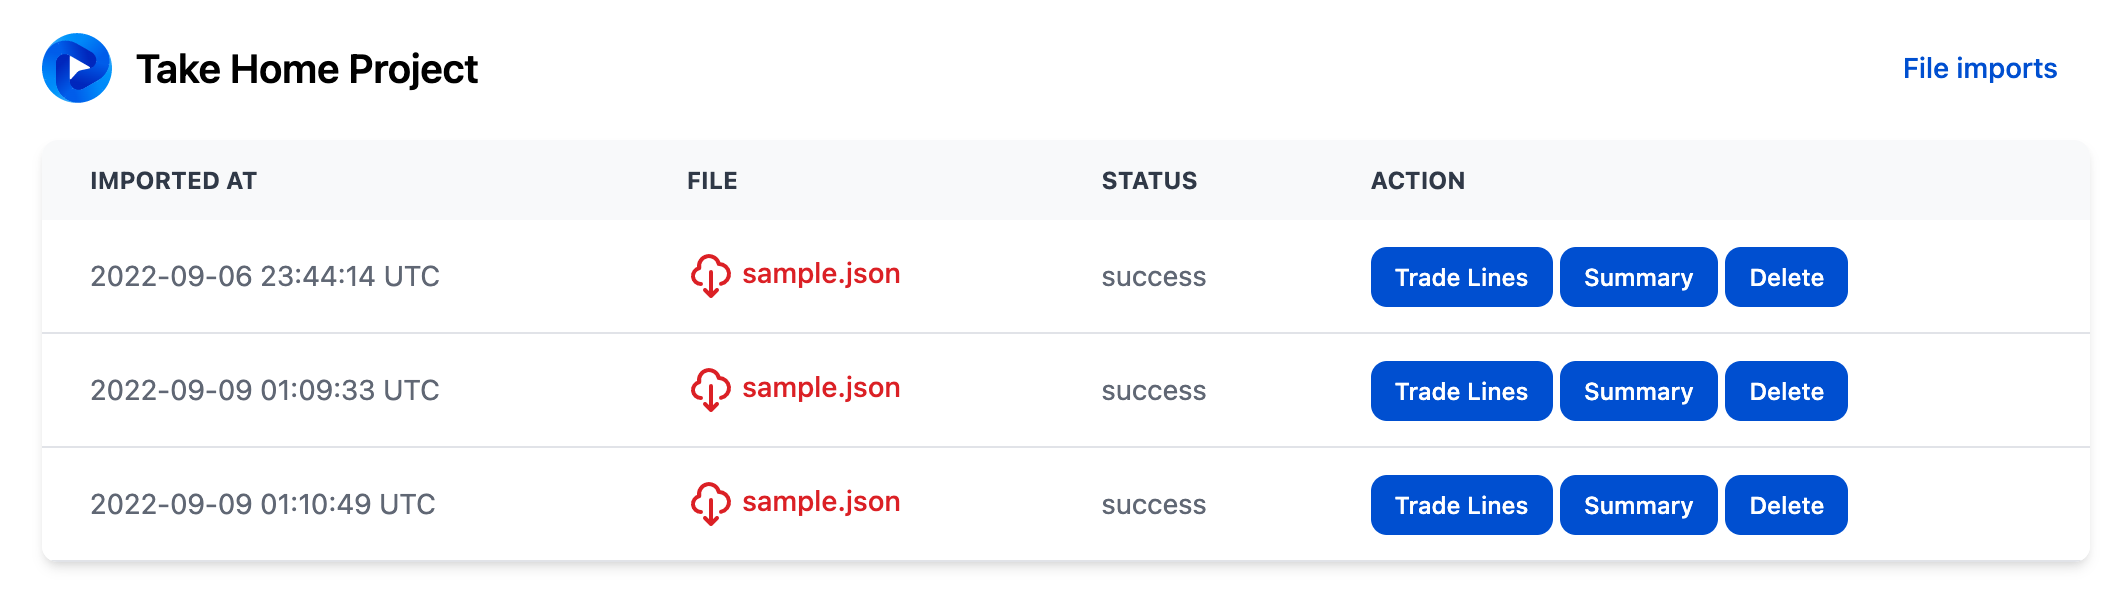 Take Home Project
File imports
IMPORTED AT FILE STATUS ACTION
2022-09-06 23:44:14 UTC sample.json success Trade Lines Summary Delete
2022-09-09 01:09:33 UTC sample.json success Trade Lines Summary Delete
2022-09-09 01:10:49 UTC sample.json success Trade Lines Summary Delete